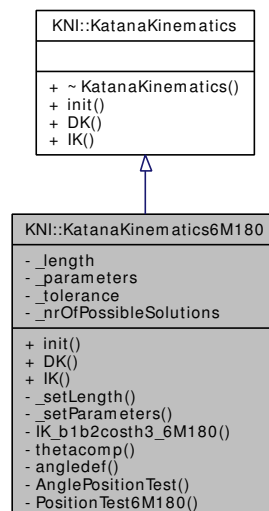 KNI::KatanaKinematics
+ ~ KatanaKinematics()
+ init()
+ DK()
+ IK()
KNI::KatanaKinematics6M180
- _length
- _parameters
- _tolerance
- _nrOfPossibleSolutions
+ init()
+ DK()
+ IK()
- _setLength()
- _setParameters()
- IK_b1b2costh3_6M180()
- thetacomp()
- angledef()
- AnglePositionTest()
- PositionTest6M180()